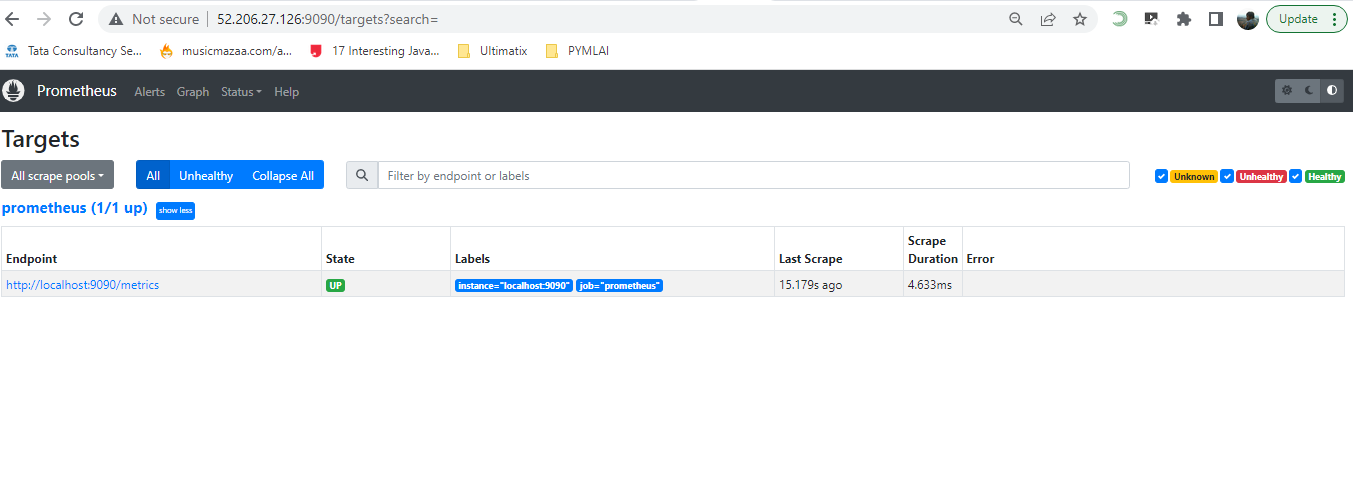 Not secure 52.206.27.126:9090/targets?search=
Update
TATA Tata Consultancy Se... musicmazaa.com/a... 17 Interesting Java... Ultimatix PYMLAI
Prometheus Alerts Graph Status Help
Targets
All scrape pools All Unhealthy Collapse All Filter by endpoint or labels Unknown Unhealthy Healthy
prometheus (1/1 up) show less
Endpoint State Labels Last Scrape Scrape Duration Error
http://localhost:9090/metrics UP instance="localhost:9090" job="prometheus" 15.179s ago 4.633ms